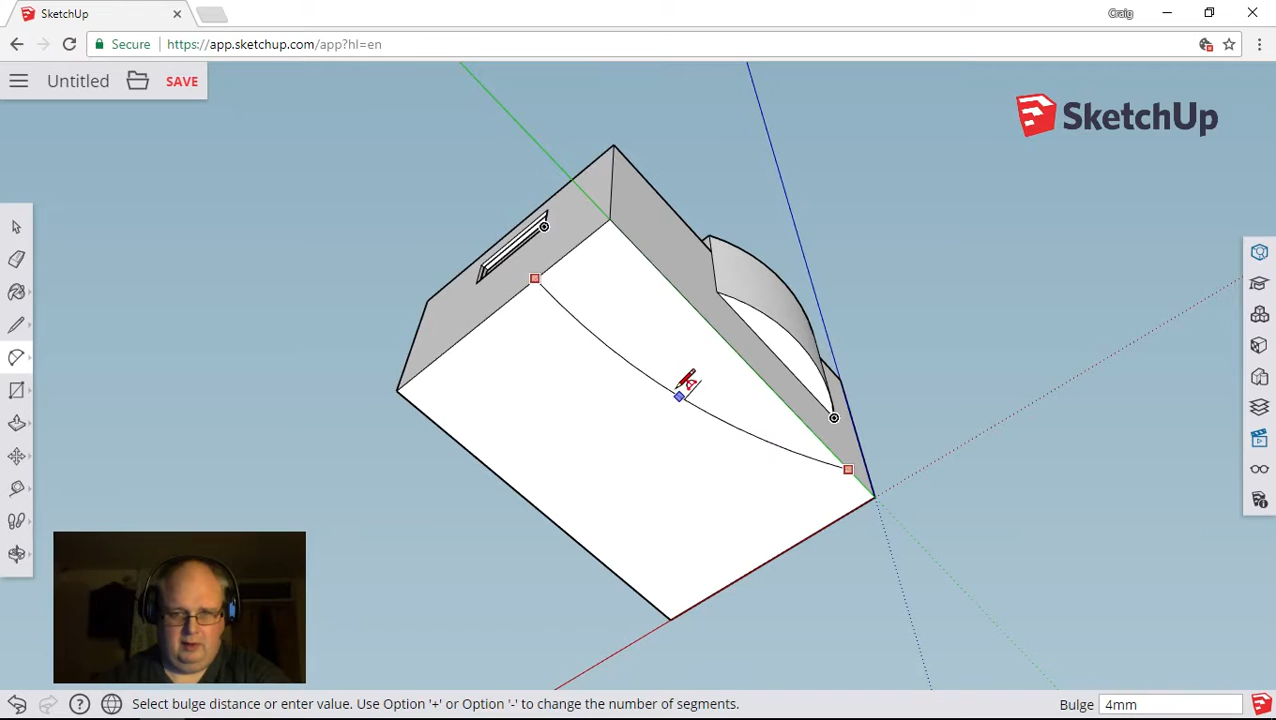 SketchUp
Craig
Secure
https://app.sketchup.com/app?hl=en
Untitled
SAVE
SketchUp
Select bulge distance or enter value. Use Option '+' or Option '-' to change the number of segments.
Bulge
4mm